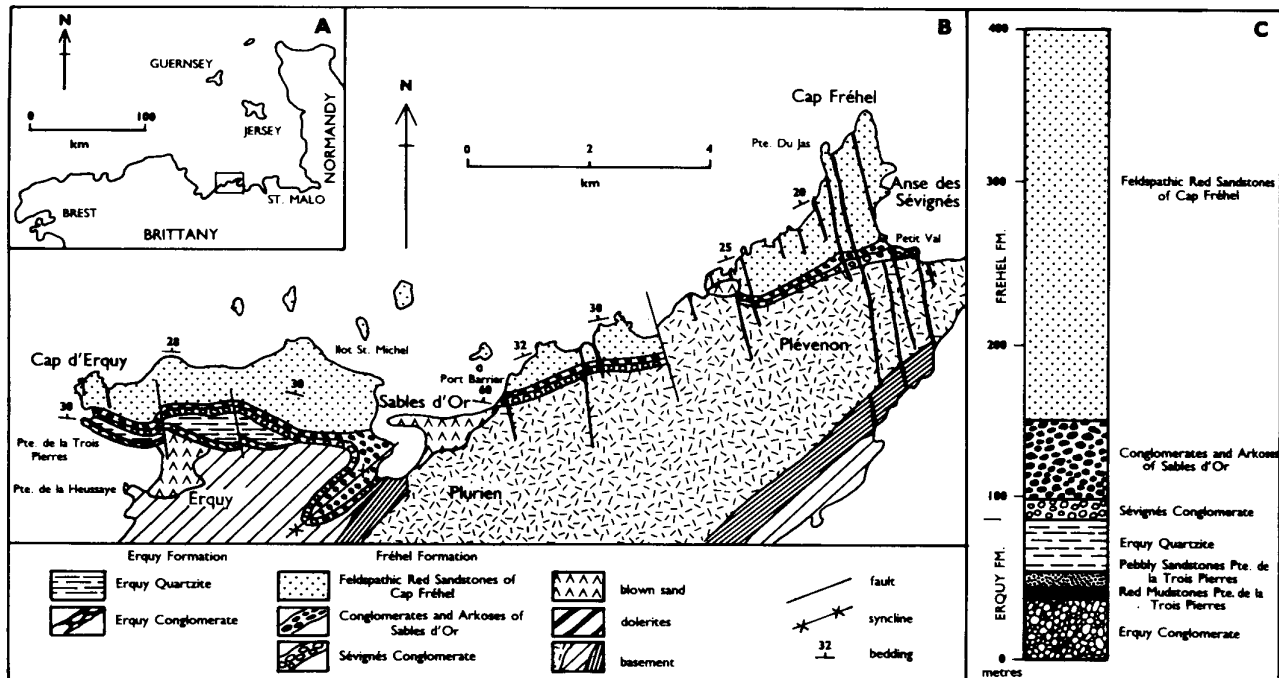 A
N
GUERNSEY
0 100
km
JERSEY
NORMANDY
ST. MALO
BREST
BRITTANY
B
N
0 2 4
km
Cap Fréhel
Pte. Du Jas
20
Anse des
Sévignés
Petit Val
25
30
32
Port Barrier
60
Ilot St. Michel
28
Cap d'Erquy
30
30
Sables d'Or
Plévenon
Pte. de la Trois
Pierres
Pte. de la Heussaye
Erquy
Plurien
Erquy Formation
Erquy Quartzite
Erquy Conglomerate
Fréhel Formation
Feldspathic Red Sandstones of
Cap Fréhel
Conglomerates and Arkoses of
Sables d'Or
Sévignés Conglomerate
blown sand
dolerites
basement
fault
syncline
32
bedding
C
400
300
200
100
0
metres
FREHEL FM.
ERQUY FM.
Feldspathic Red Sandstones
of Cap Fréhel
Conglomerates and Arkoses
of Sables d'Or
Sévignés Conglomerate
Erquy Quartzite
Pebbly Sandstones Pte. de
la Trois Pierres
Red Mudstones Pte. de la
Trois Pierres
Erquy Conglomerate